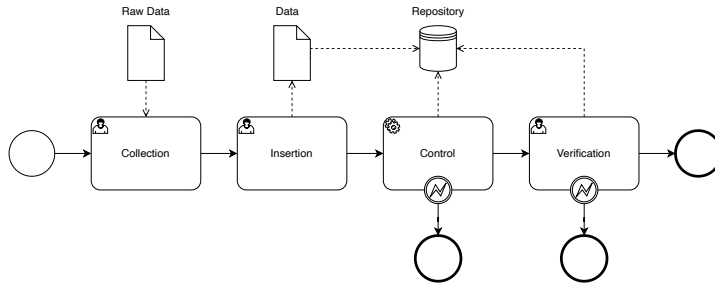 Raw Data
Data
Repository
Collection
Insertion
Control
Verification